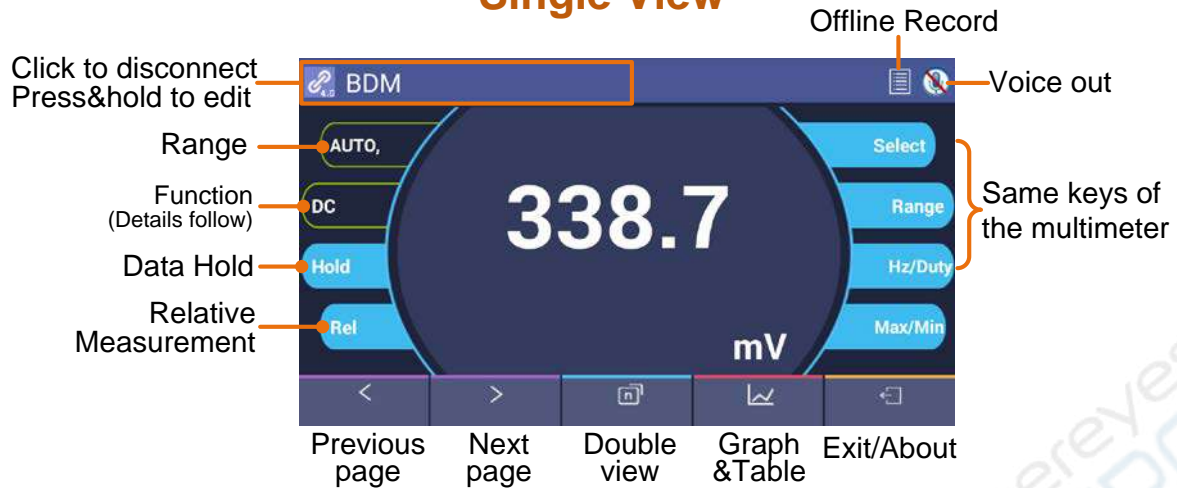 Single View
Offline Record
Click to disconnect
Press&hold to edit
BDM
4.0
Voice out
Range
AUTO,
Select
Function
(Details follow)
DC
338.7
Range
Same keys of
the multimeter
Data Hold
Hold
Hz/Duty
Relative
Measurement
Rel
mV
Max/Min
<
>
n
Previous
page
Next
page
Double
view
Graph
&Table
Exit/About